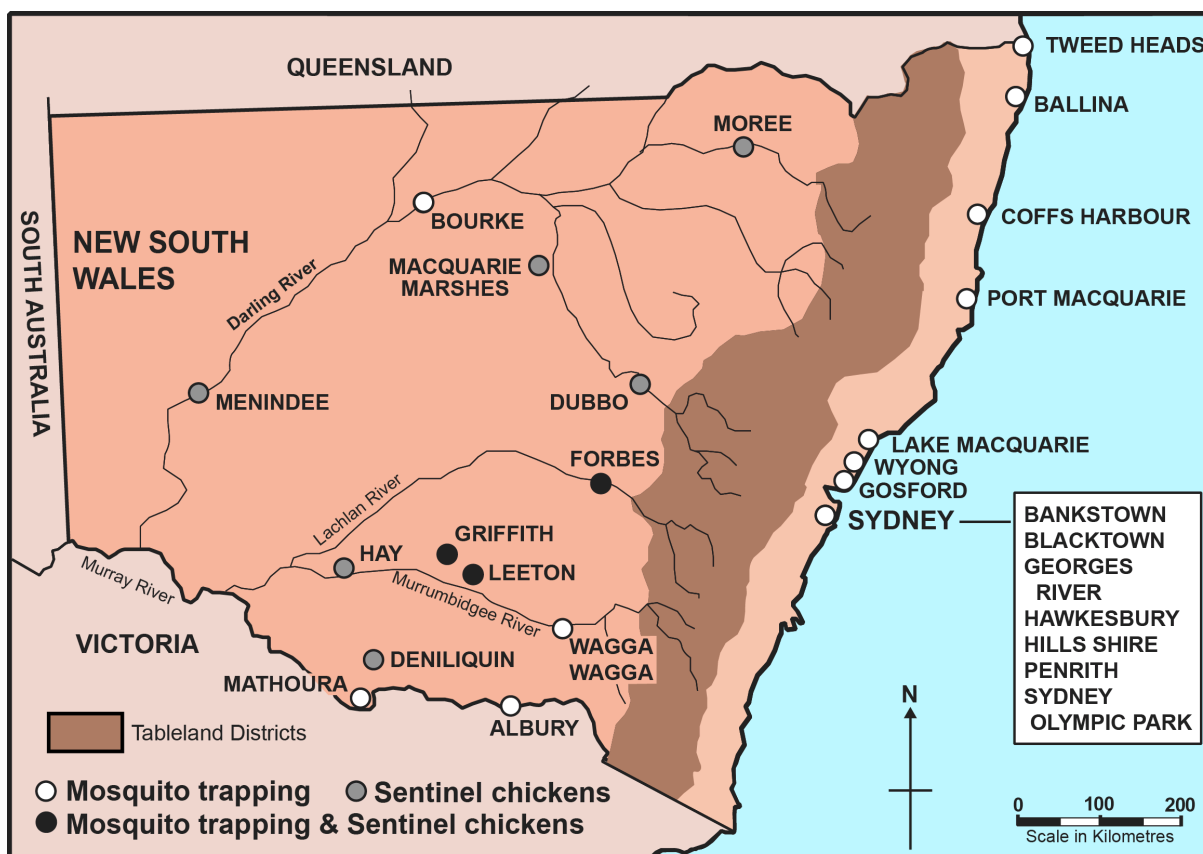 QUEENSLAND
TWEED HEADS
BALLINA
MOREE
SOUTH AUSTRALIA
NEW SOUTH
WALES
BOURKE
COFFS HARBOUR
Darling River
MACQUARIE
MARSHES
PORT MACQUARIE
MENINDEE
DUBBO
LAKE MACQUARIE
WYONG
GOSFORD
FORBES
Lachlan River
SYDNEY
BANKSTOWN
BLACKTOWN
GEORGES
RIVER
HAWKESBURY
HILLS SHIRE
PENRITH
SYDNEY
OLYMPIC PARK
GRIFFITH
HAY
LEETON
Murray River
Murrumbidgee River
VICTORIA
WAGGA
WAGGA
DENILIQUIN
MATHOURA
ALBURY
N
Tableland Districts
Mosquito trapping
Sentinel chickens
Mosquito trapping & Sentinel chickens
0 100 200
Scale in Kilometres